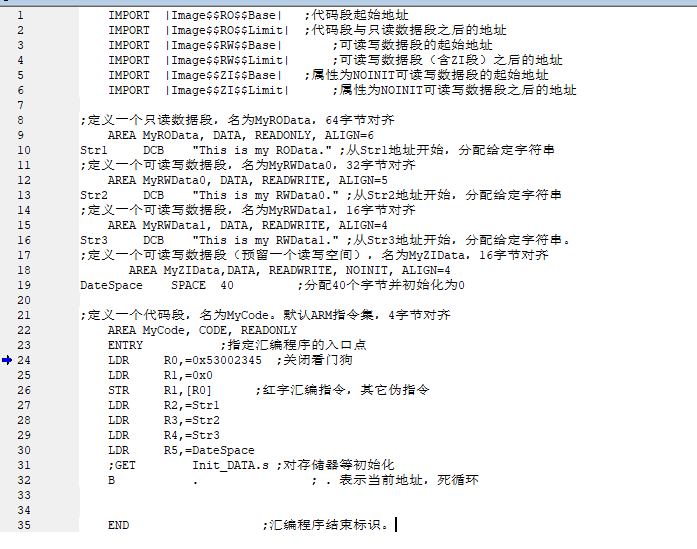 1 IMPORT |Image$$RO$$Base| ;代码段起始地址
2 IMPORT |Image$$RO$$Limit| ;代码段与只读数据段之后的地址
3 IMPORT |Image$$RW$$Base| ;可读写数据段的起始地址
4 IMPORT |Image$$RW$$Limit| ;可读写数据段（含ZI段）之后的地址
5 IMPORT |Image$$ZI$$Base| ;属性为NOINIT可读写数据段的起始地址
6 IMPORT |Image$$ZI$$Limit| ;属性为NOINIT可读写数据段之后的地址
7
8 ;定义一个只读数据段，名为MyROData，64字节对齐
9 AREA MyROData, DATA, READONLY, ALIGN=6
10 Str1 DCB "This is my ROData." ;从Str1地址开始，分配给定字符串
11 ;定义一个可读写数据段，名为MyRWData0，32字节对齐
12 AREA MyRWData0, DATA, READWRITE, ALIGN=5
13 Str2 DCB "This is my RWData0." ;从Str2地址开始，分配给定字符串
14 ;定义一个可读写数据段，名为MyRWData1，16字节对齐
15 AREA MyRWData1, DATA, READWRITE, ALIGN=4
16 Str3 DCB "This is my RWData1." ;从Str3地址开始，分配给定字符串。
17 ;定义一个可读写数据段（预留一个读写空间），名为MyZIData，16字节对齐
18 AREA MyZIData,DATA, READWRITE, NOINIT, ALIGN=4
19 DateSpace SPACE 40 ;分配40个字节并初始化为0
20
21 ;定义一个代码段，名为MyCode。默认ARM指令集，4字节对齐
22 AREA MyCode, CODE, READONLY
23 ENTRY ;指定汇编程序的入口点
24 LDR R0,=0x53002345 ;关闭看门狗
25 LDR R1,=0x0
26 STR R1,[R0] ;红字汇编指令，其它伪指令
27 LDR R2,=Str1
28 LDR R3,=Str2
29 LDR R4,=Str3
30 LDR R5,=DateSpace
31 ;GET Init_DATA.s ;对存储器等初始化
32 B . ; . 表示当前地址，死循环
33
34
35 END ;汇编程序结束标识。